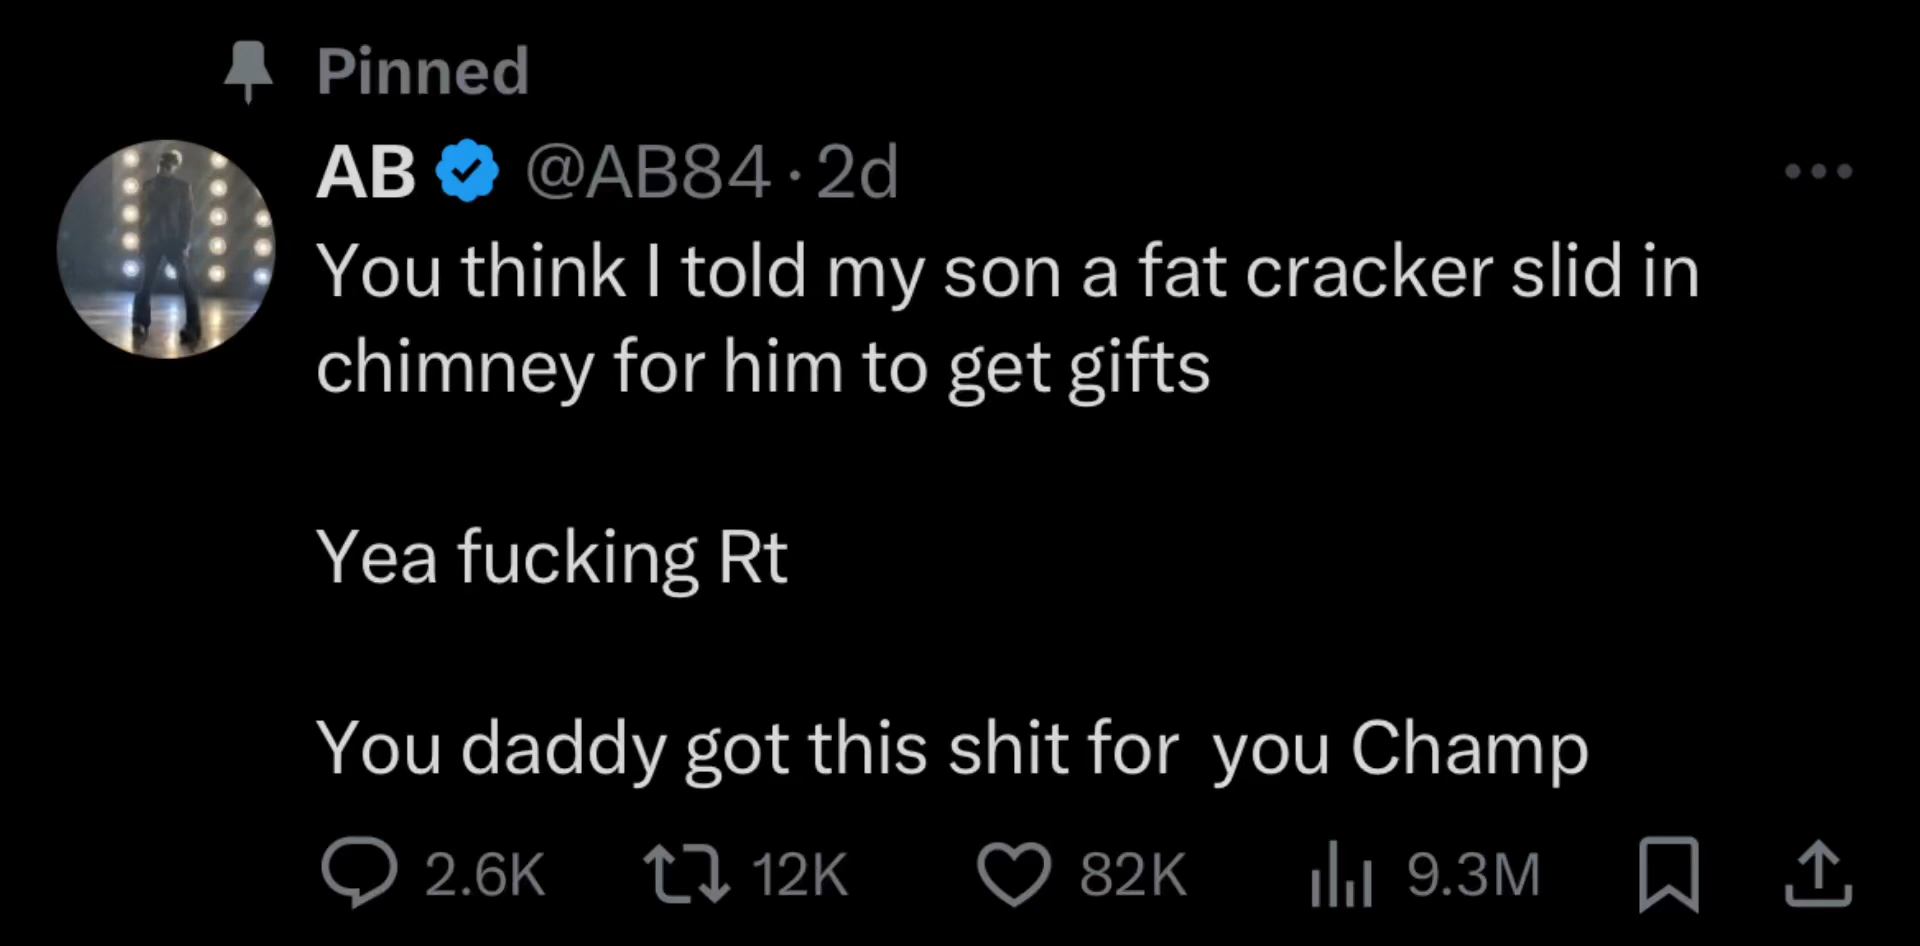 Pinned
AB @AB84 · 2d
You think I told my son a fat cracker slid in
chimney for him to get gifts
Yea fucking Rt
You daddy got this shit for  you Champ
2.6K 12K 82K 9.3M